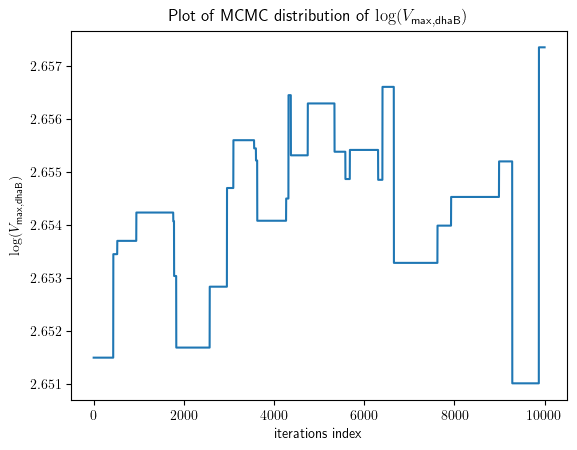 Plot of MCMC distribution of log(V_max,dhaB)
log(V_max,dhaB)
2.657
2.656
2.655
2.654
2.653
2.652
2.651
0 2000 4000 6000 8000 10000
iterations index